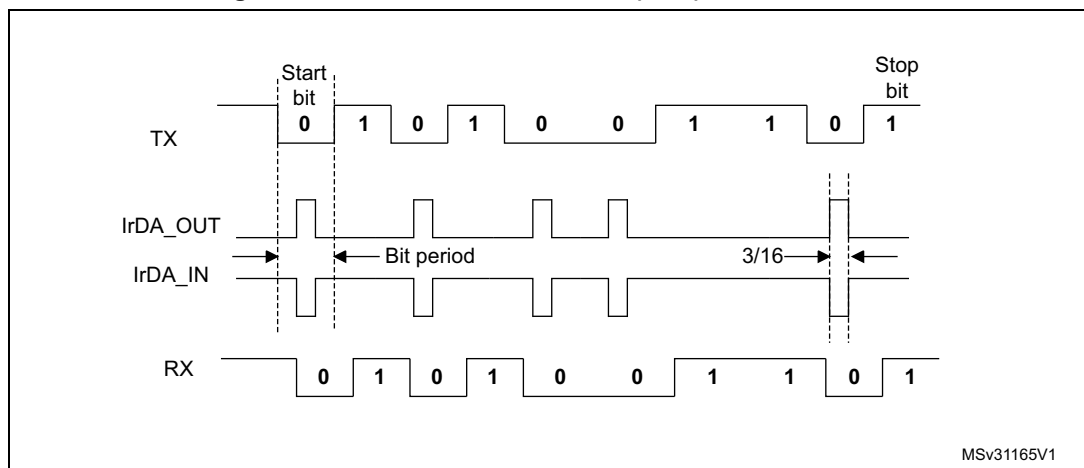 Start
bit
Stop
bit
TX
0 1 0 1 0 0 1 1 0 1
IrDA_OUT
Bit period
3/16
IrDA_IN
RX
0 1 0 1 0 0 1 1 0 1
MSv31165V1